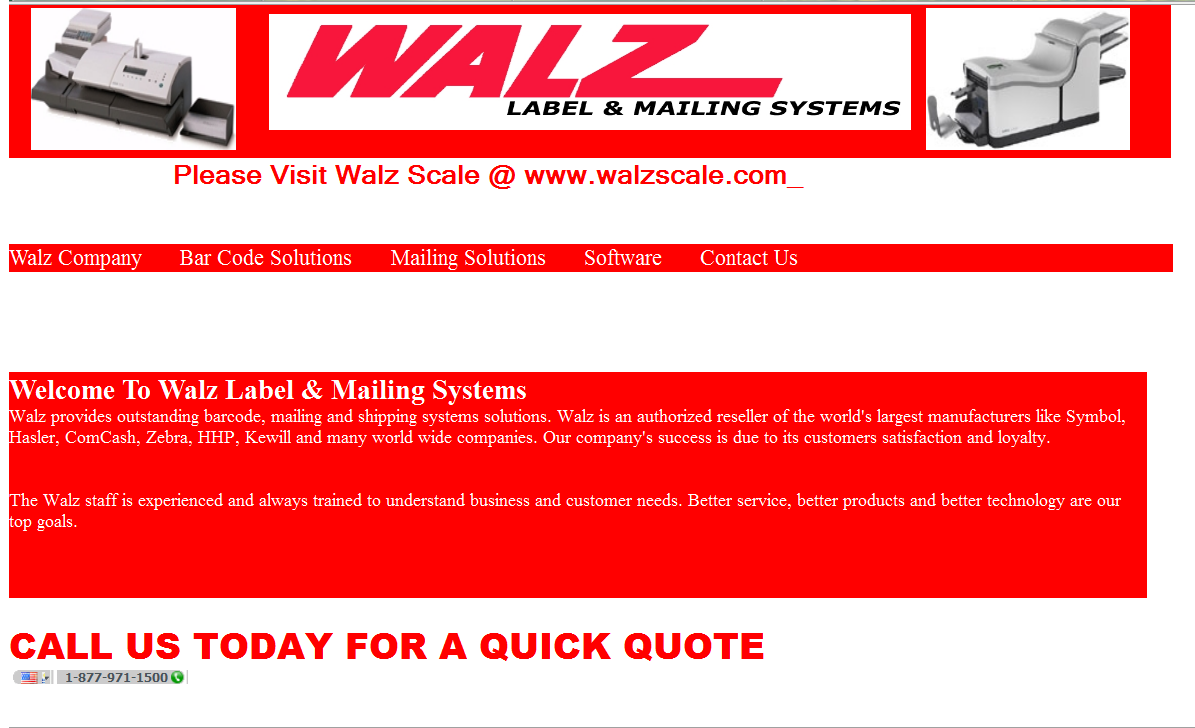 WALZ
LABEL & MAILING SYSTEMS
Please Visit Walz Scale @ www.walzscale.com_
Walz Company Bar Code Solutions Mailing Solutions Software Contact Us
Welcome To Walz Label & Mailing Systems
Walz provides outstanding barcode, mailing and shipping systems solutions. Walz is an authorized reseller of the world's largest manufacturers like Symbol,
Hasler, ComCash, Zebra, HHP, Kewill and many world wide companies. Our company's success is due to its customers satisfaction and loyalty.
The Walz staff is experienced and always trained to understand business and customer needs. Better service, better products and better technology are our
top goals.
CALL US TODAY FOR A QUICK QUOTE
1-877-971-1500